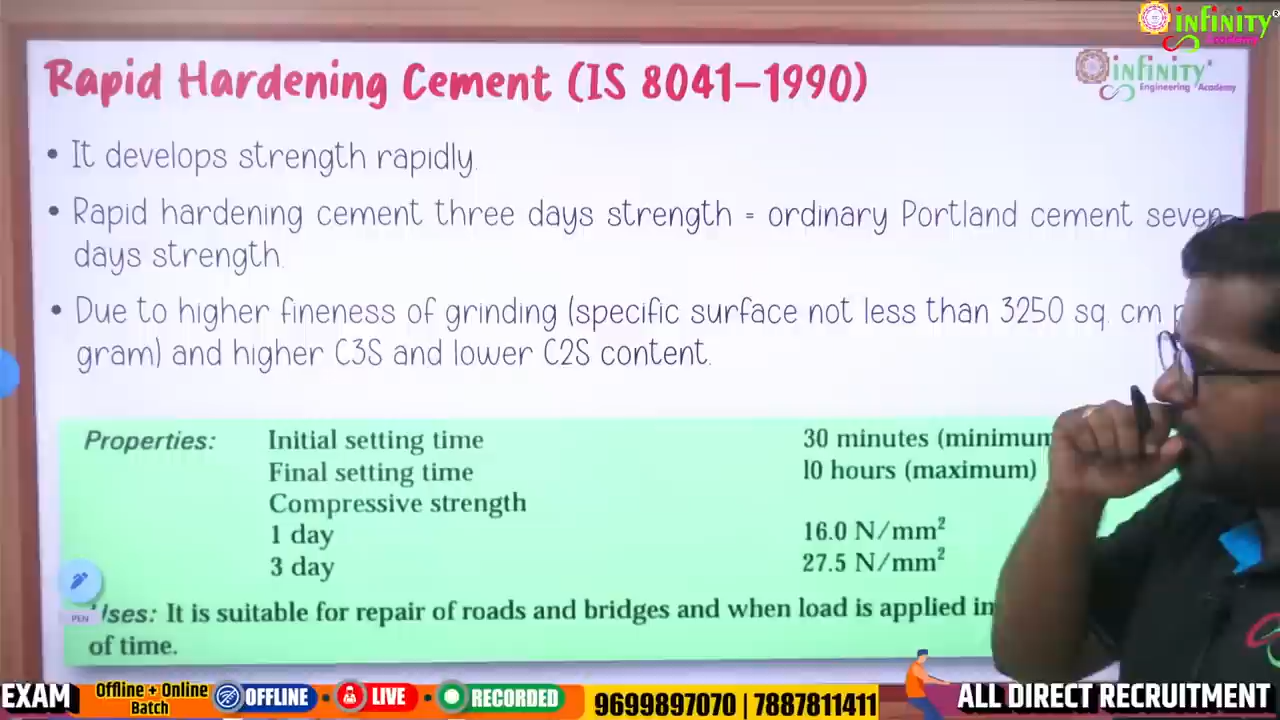 infinity
Academy
Rapid Hardening Cement (IS 8041–1990)
infinity
Engineering Academy
• It develops strength rapidly.
• Rapid hardening cement three days strength = ordinary Portland cement seven
days strength.
• Due to higher fineness of grinding (specific surface not less than 3250 sq. cm
gram) and higher C3S and lower C2S content.
Properties: Initial setting time 30 minutes (minimum
Final setting time 10 hours (maximum)
Compressive strength
1 day 16.0 N/mm²
3 day 27.5 N/mm²
PEN
Uses: It is suitable for repair of roads and bridges and when load is applied in
of time.
EXAM Offline + Online Batch OFFLINE • LIVE • RECORDED 9699897070 | 7887811411 ALL DIRECT RECRUITMENT